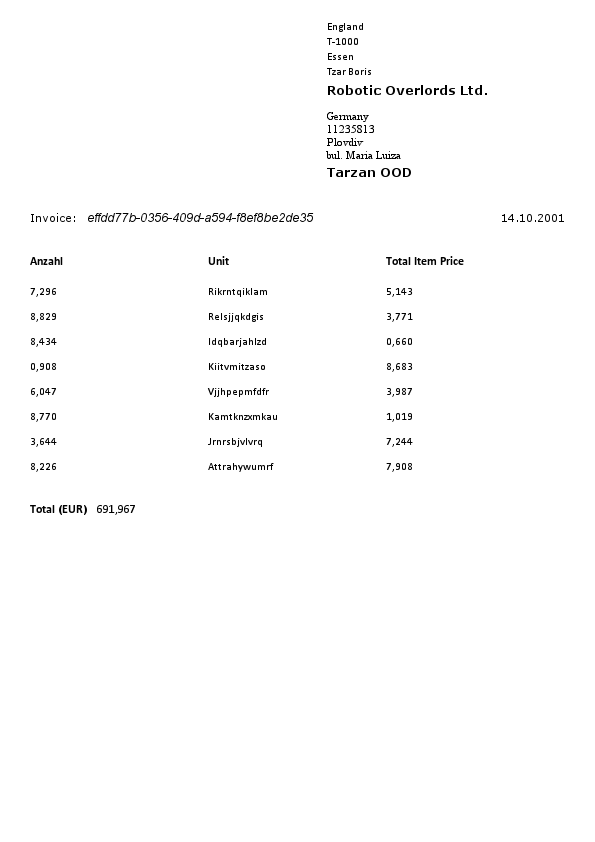 England
T-1000
Essen
Tzar Boris
Robotic Overlords Ltd.
Germany
11235813
Plovdiv
bul. Maria Luiza
Tarzan OOD
Invoice: effdd77b-0356-409d-a594-f8ef8be2de35 14.10.2001
Anzahl Unit Total Item Price
7,296 Rikrntqiklam 5,143
8,829 Relsjjqkdgis 3,771
8,434 Idqbarjahlzd 0,660
0,908 Kiitvmitzaso 8,683
6,047 Vjjhpepmfdfr 3,987
8,770 Kamtknzxmkau 1,019
3,644 Jrnrsbjvlvrq 7,244
8,226 Attrahywumrf 7,908
Total (EUR) 691,967